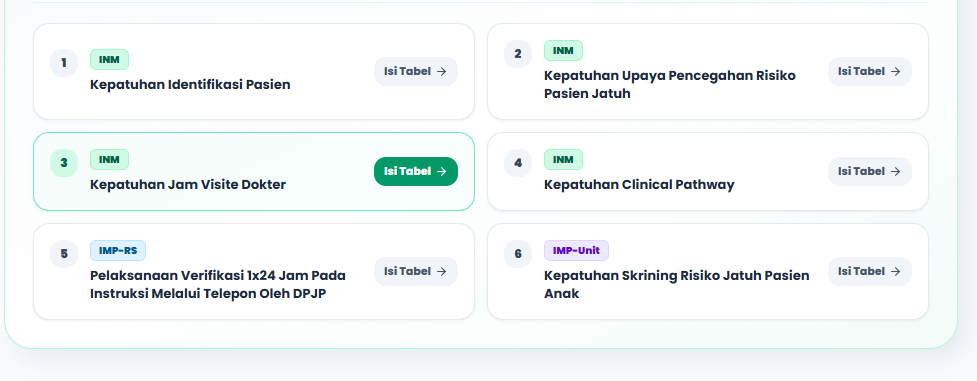 1
INM
Kepatuhan Identifikasi Pasien
Isi Tabel →
2
INM
Kepatuhan Upaya Pencegahan Risiko
Pasien Jatuh
Isi Tabel →
3
INM
Kepatuhan Jam Visite Dokter
Isi Tabel →
4
INM
Kepatuhan Clinical Pathway
Isi Tabel →
5
IMP-RS
Pelaksanaan Verifikasi 1x24 Jam Pada
Instruksi Melalui Telepon Oleh DPJP
Isi Tabel →
6
IMP-Unit
Kepatuhan Skrining Risiko Jatuh Pasien
Anak
Isi Tabel →